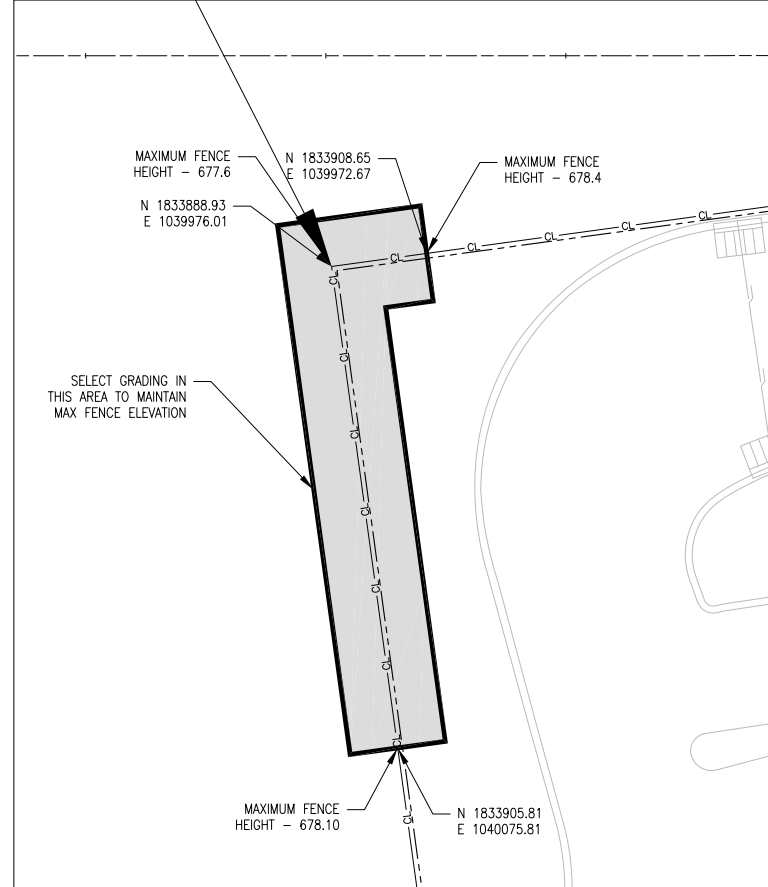 MAXIMUM FENCE
HEIGHT - 677.6
N 1833908.65
E 1039972.67
MAXIMUM FENCE
HEIGHT - 678.4
N 1833888.93
E 1039976.01
CL
CL
CL
CL
CL
CL
CL
CL
CL
CL
CL
CL
CL
SELECT GRADING IN
THIS AREA TO MAINTAIN
MAX FENCE ELEVATION
MAXIMUM FENCE
HEIGHT - 678.10
N 1833905.81
E 1040075.81